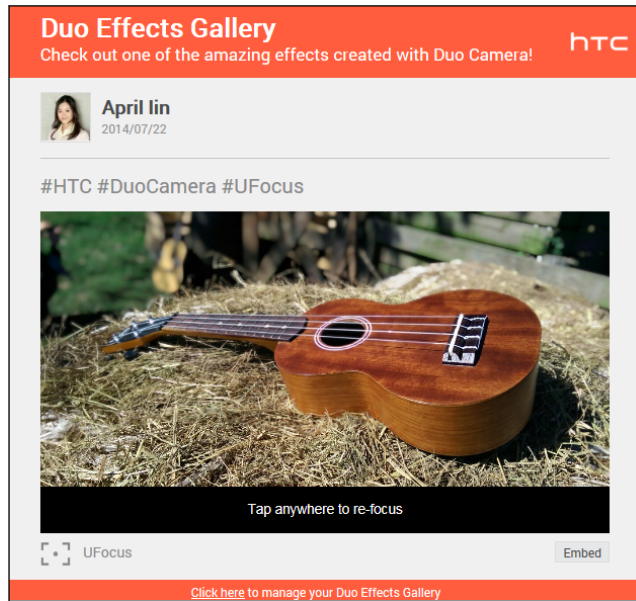 Duo Effects Gallery
Check out one of the amazing effects created with Duo Camera!
hTC
April lin
2014/07/22
#HTC #DuoCamera #UFocus
Tap anywhere to re-focus
UFocus
Embed
Click here to manage your Duo Effects Gallery